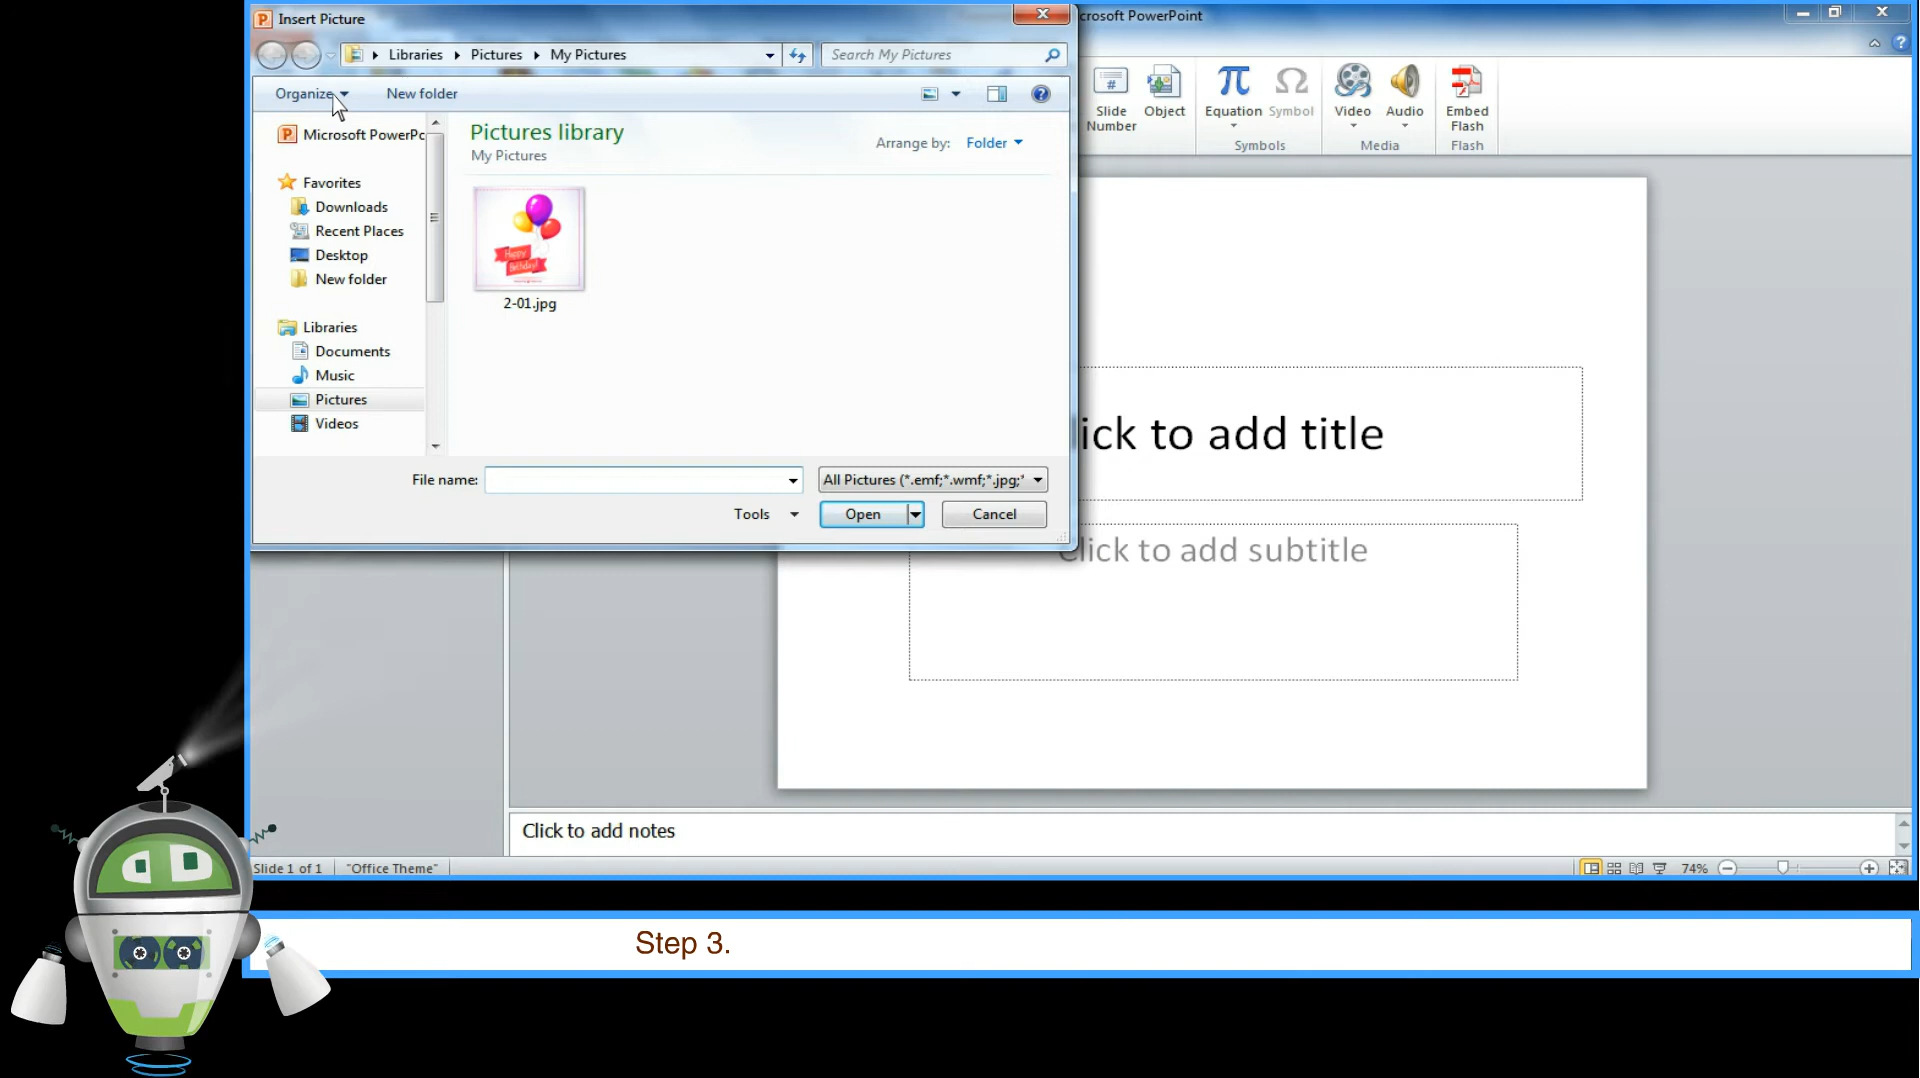 Insert Picture
crosoft PowerPoint
Libraries
Pictures
My Pictures
Search My Pictures
Organize
New folder
Microsoft PowerPc
Favorites
Downloads
Recent Places
Desktop
New folder
Libraries
Documents
Music
Pictures
Videos
Pictures library
My Pictures
Arrange by: Folder
Happy
Birthday!
2-01.jpg
File name:
All Pictures (*.emf;*.wmf;*.jpg;*
Tools
Open
Cancel
Slide
Number
Object
Equation
Symbol
Symbols
Video
Audio
Media
Embed
Flash
Flash
lick to add title
Click to add subtitle
Click to add notes
Slide 1 of 1
"Office Theme"
74%
Step 3.